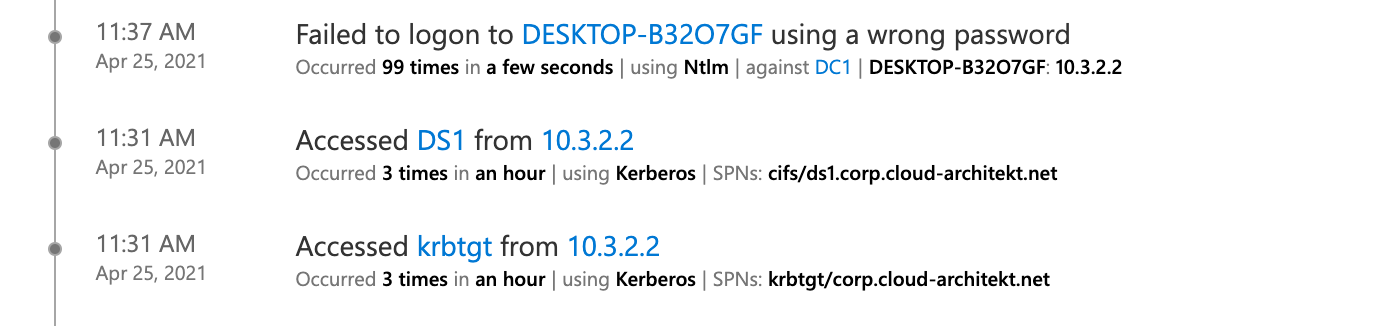 11:37 AM Failed to logon to DESKTOP-B32O7GF using a wrong password
Apr 25, 2021 Occurred 99 times in a few seconds | using Ntlm | against DC1 | DESKTOP-B32O7GF: 10.3.2.2
11:31 AM Accessed DS1 from 10.3.2.2
Apr 25, 2021 Occurred 3 times in an hour | using Kerberos | SPNs: cifs/ds1.corp.cloud-architekt.net
11:31 AM Accessed krbtgt from 10.3.2.2
Apr 25, 2021 Occurred 3 times in an hour | using Kerberos | SPNs: krbtgt/corp.cloud-architekt.net